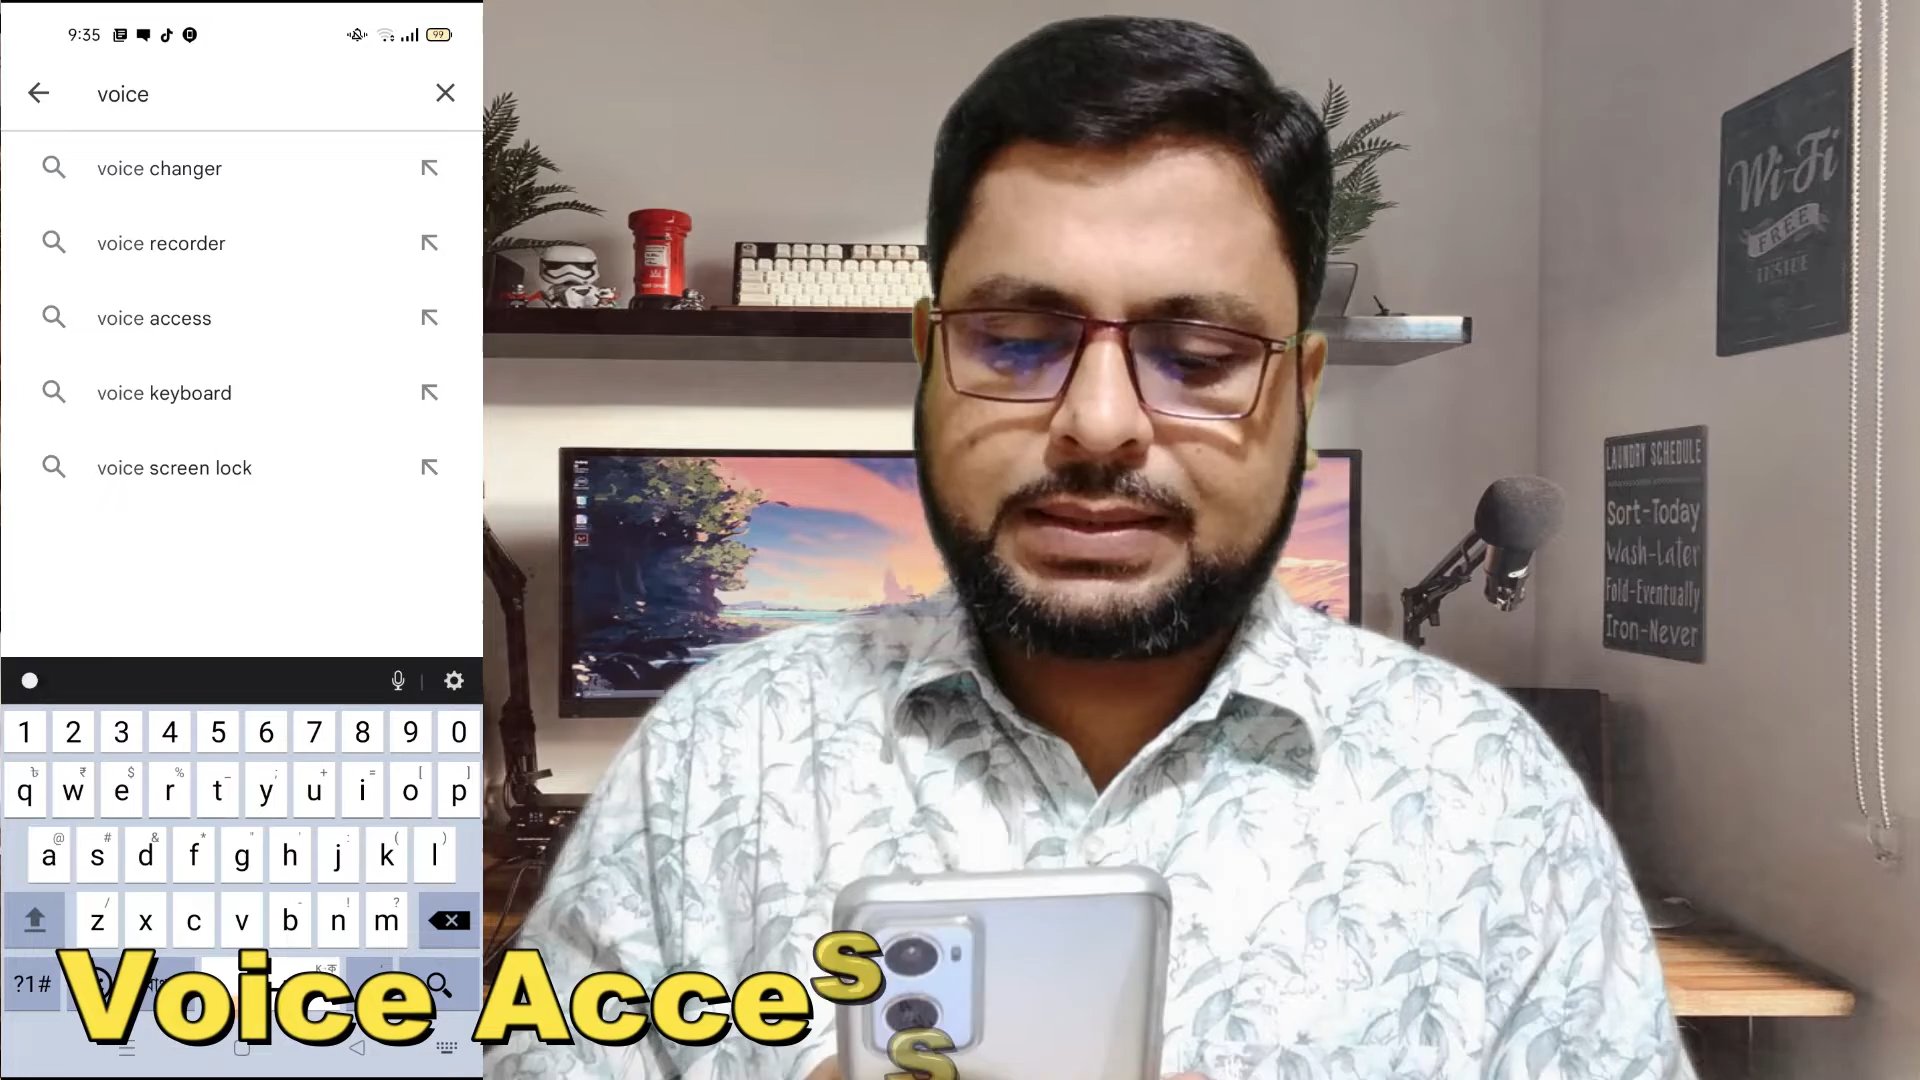 9:35
99
voice
voice changer
voice recorder
voice access
voice keyboard
voice screen lock
1 2 3 4 5 6 7 8 9 0
q w e r t y u i o p
a s d f g h j k l
z x c v b n m
?1#
Voice Access
Wi-Fi
FREE
INSIDE
LAUNDRY SCHEDULE
Sort-Today
Wash-Later
Fold-Eventually
Iron-Never